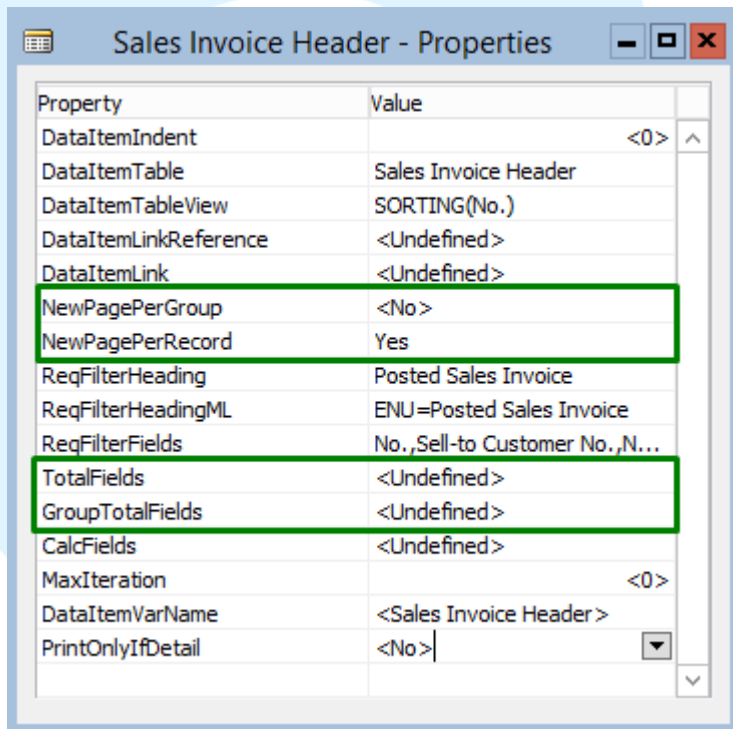 Sales Invoice Header - Properties
Property Value
DataItemIndent <0>
DataItemTable Sales Invoice Header
DataItemTableView SORTING(No.)
DataItemLinkReference <Undefined>
DataItemLink <Undefined>
NewPagePerGroup <No>
NewPagePerRecord Yes
ReqFilterHeading Posted Sales Invoice
ReqFilterHeadingML ENU=Posted Sales Invoice
ReqFilterFields No.,Sell-to Customer No.,N...
TotalFields <Undefined>
GroupTotalFields <Undefined>
CalcFields <Undefined>
MaxIteration <0>
DataItemVarName <Sales Invoice Header>
PrintOnlyIfDetail <No>